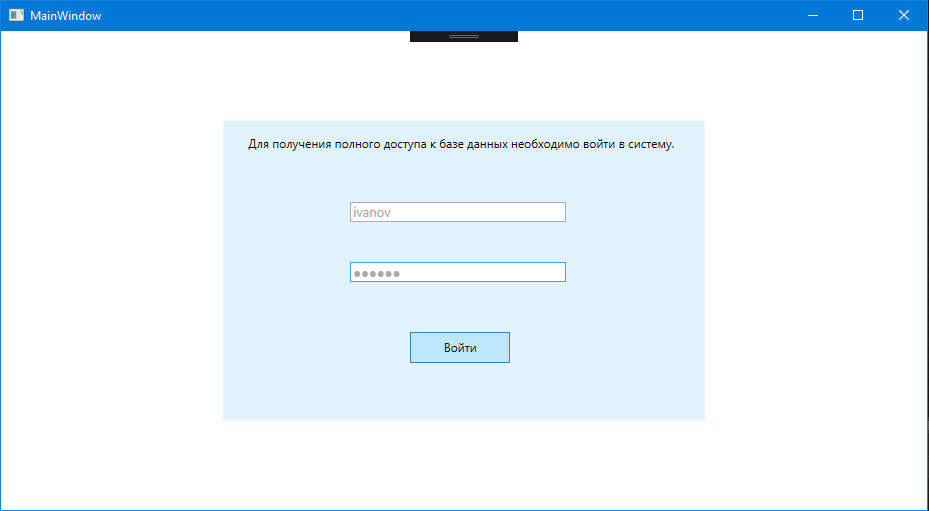 MainWindow
Для получения полного доступа к базе данных необходимо войти в систему.
ivanov
●●●●●●
Войти